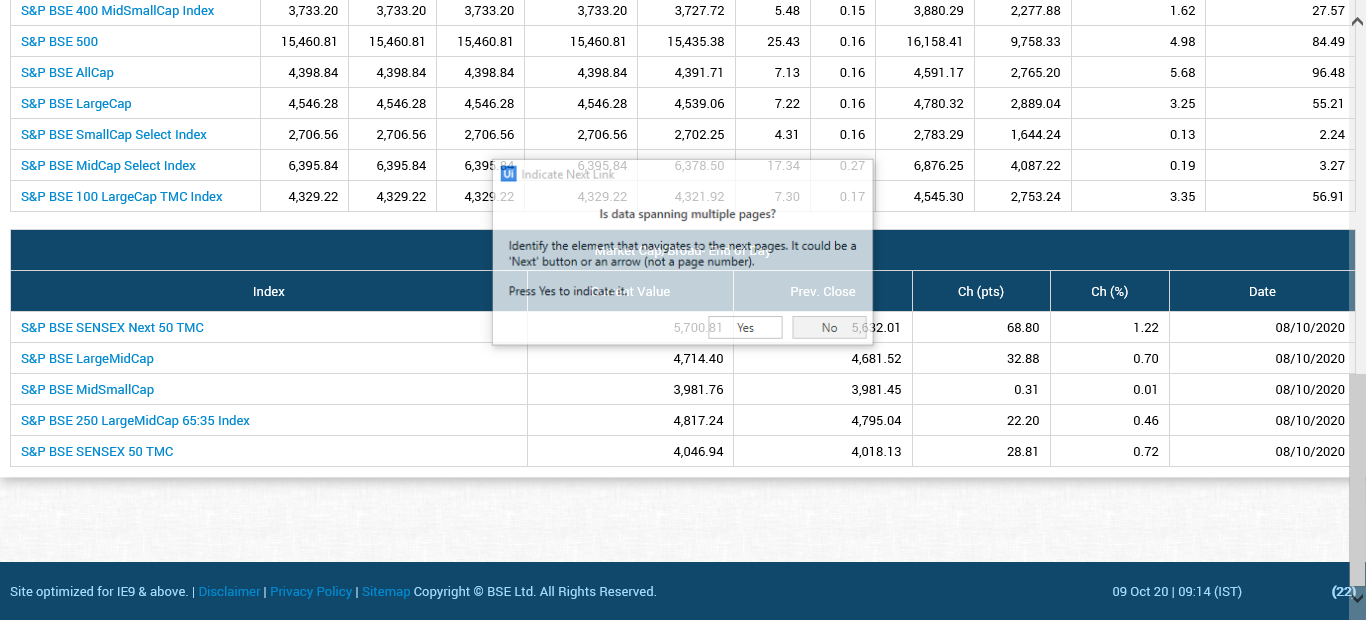 S&P BSE 400 MidSmallCap Index 3,733.20 3,733.20 3,733.20 3,733.20 3,727.72 5.48 0.15 3,880.29 2,277.88 1.62 27.57
S&P BSE 500 15,460.81 15,460.81 15,460.81 15,460.81 15,435.38 25.43 0.16 16,158.41 9,758.33 4.98 84.49
S&P BSE AllCap 4,398.84 4,398.84 4,398.84 4,398.84 4,391.71 7.13 0.16 4,591.17 2,765.20 5.68 96.48
S&P BSE LargeCap 4,546.28 4,546.28 4,546.28 4,546.28 4,539.06 7.22 0.16 4,780.32 2,889.04 3.25 55.21
S&P BSE SmallCap Select Index 2,706.56 2,706.56 2,706.56 2,706.56 2,702.25 4.31 0.16 2,783.29 1,644.24 0.13 2.24
S&P BSE MidCap Select Index 6,395.84 6,395.84 6,395.84 6,395.84 6,378.50 17.34 0.27 6,876.25 4,087.22 0.19 3.27
S&P BSE 100 LargeCap TMC Index 4,329.22 4,329.22 4,329.22 4,329.22 4,321.92 7.30 0.17 4,545.30 2,753.24 3.35 56.91
Ui Indicate Next Link
Is data spanning multiple pages?
Identify the element that navigates to the next pages. It could be a
'Next' button or an arrow (not a page number).
Press Yes to indicate it.
Yes No
Market Cap/Broad- End of Day
Index Current Value Prev. Close Ch (pts) Ch (%) Date
S&P BSE SENSEX Next 50 TMC 5,700.81 5,632.01 68.80 1.22 08/10/2020
S&P BSE LargeMidCap 4,714.40 4,681.52 32.88 0.70 08/10/2020
S&P BSE MidSmallCap 3,981.76 3,981.45 0.31 0.01 08/10/2020
S&P BSE 250 LargeMidCap 65:35 Index 4,817.24 4,795.04 22.20 0.46 08/10/2020
S&P BSE SENSEX 50 TMC 4,046.94 4,018.13 28.81 0.72 08/10/2020
Site optimized for IE9 & above. | Disclaimer | Privacy Policy | Sitemap Copyright © BSE Ltd. All Rights Reserved. 09 Oct 20 | 09:14 (IST) (22)